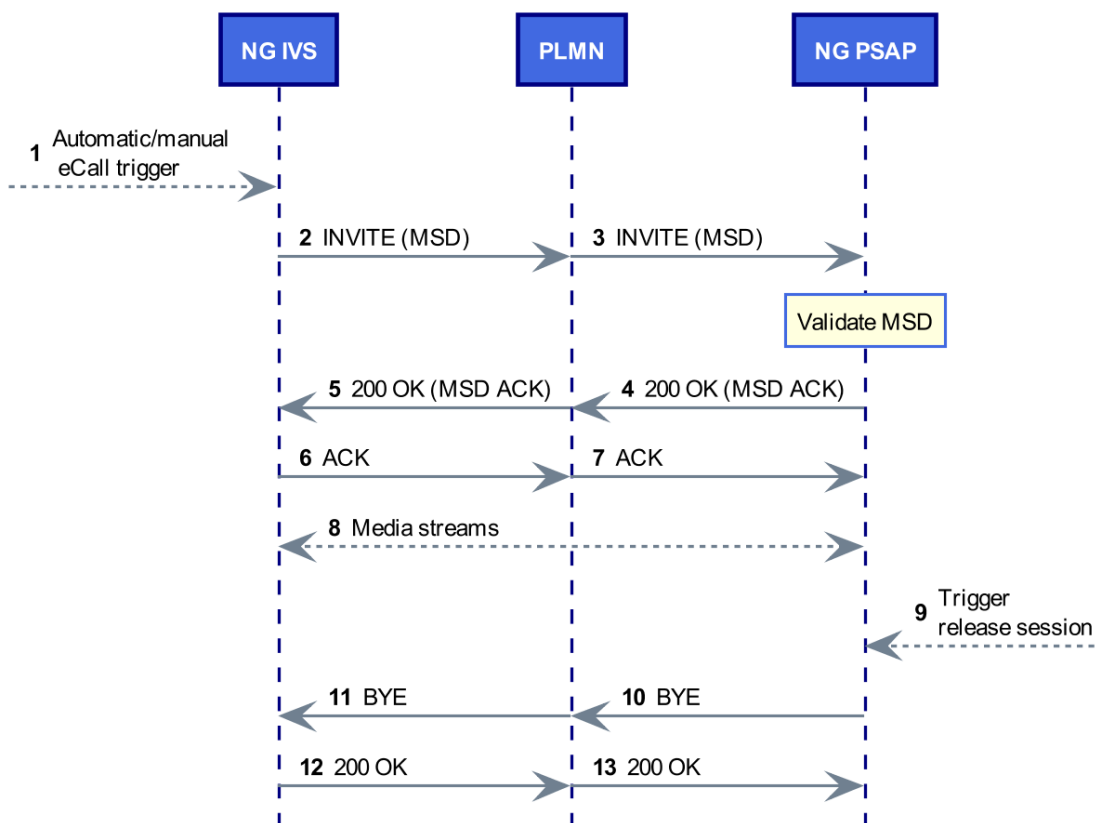 NG IVS
PLMN
NG PSAP
1 Automatic/manual
eCall trigger
2 INVITE (MSD)
3 INVITE (MSD)
Validate MSD
5 200 OK (MSD ACK)
4 200 OK (MSD ACK)
6 ACK
7 ACK
8 Media streams
9 Trigger
release session
11 BYE
10 BYE
12 200 OK
13 200 OK